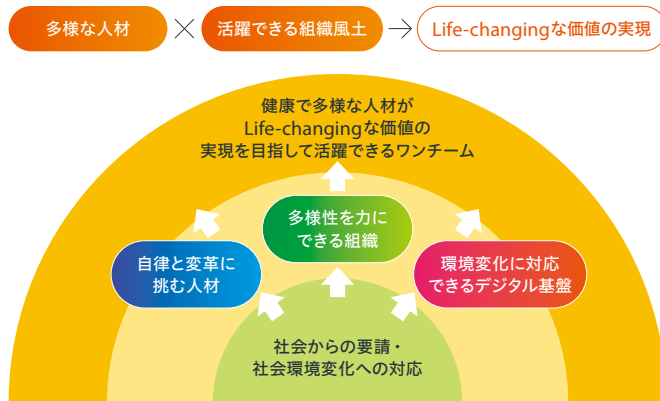 多様な人材 × 活躍できる組織風土 → Life-changingな価値の実現
健康で多様な人材が
Life-changingな価値の
実現を目指して活躍できるワンチーム
多様性を力に
できる組織
自律と変革に
挑む人材
環境変化に対応
できるデジタル基盤
社会からの要請・
社会環境変化への対応